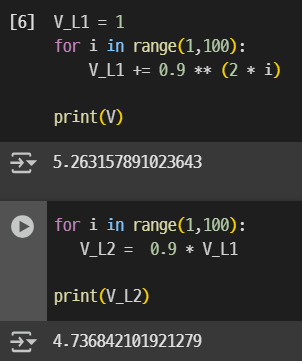 [6] V_L1 = 1
for i in range(1,100):
    V_L1 += 0.9 ** (2 * i)
print(V)
5.263157891023643
for i in range(1,100):
   V_L2 =  0.9 * V_L1
print(V_L2)
4.736842101921279